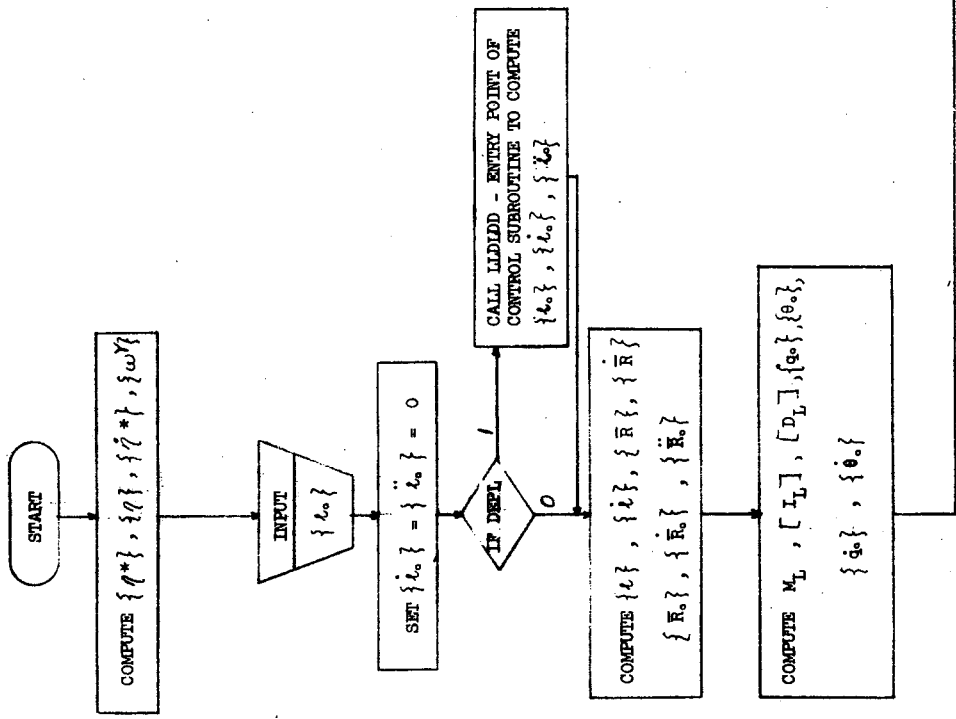 START
COMPUTE {η*}, {η}, {η̇*}, {ωᵞ}
INPUT
{ℓ₀}
SET {ℓ̇₀} = {ℓ̈₀} = 0
IF DEPL
1
0
CALL LLDLDD - ENTRY POINT OF
CONTROL SUBROUTINE TO COMPUTE
{ℓ₀}, {ℓ̇₀}, {ℓ̈₀}
COMPUTE {ℓ}, {ℓ̇}, {R̅}, {R̅̇}
{R̅₀}, {R̅̇₀}, {R̅̈₀}
COMPUTE M_L, [I_L], [D_L], {q₀}, {θ₀},
{q̇₀}, {θ̇₀}